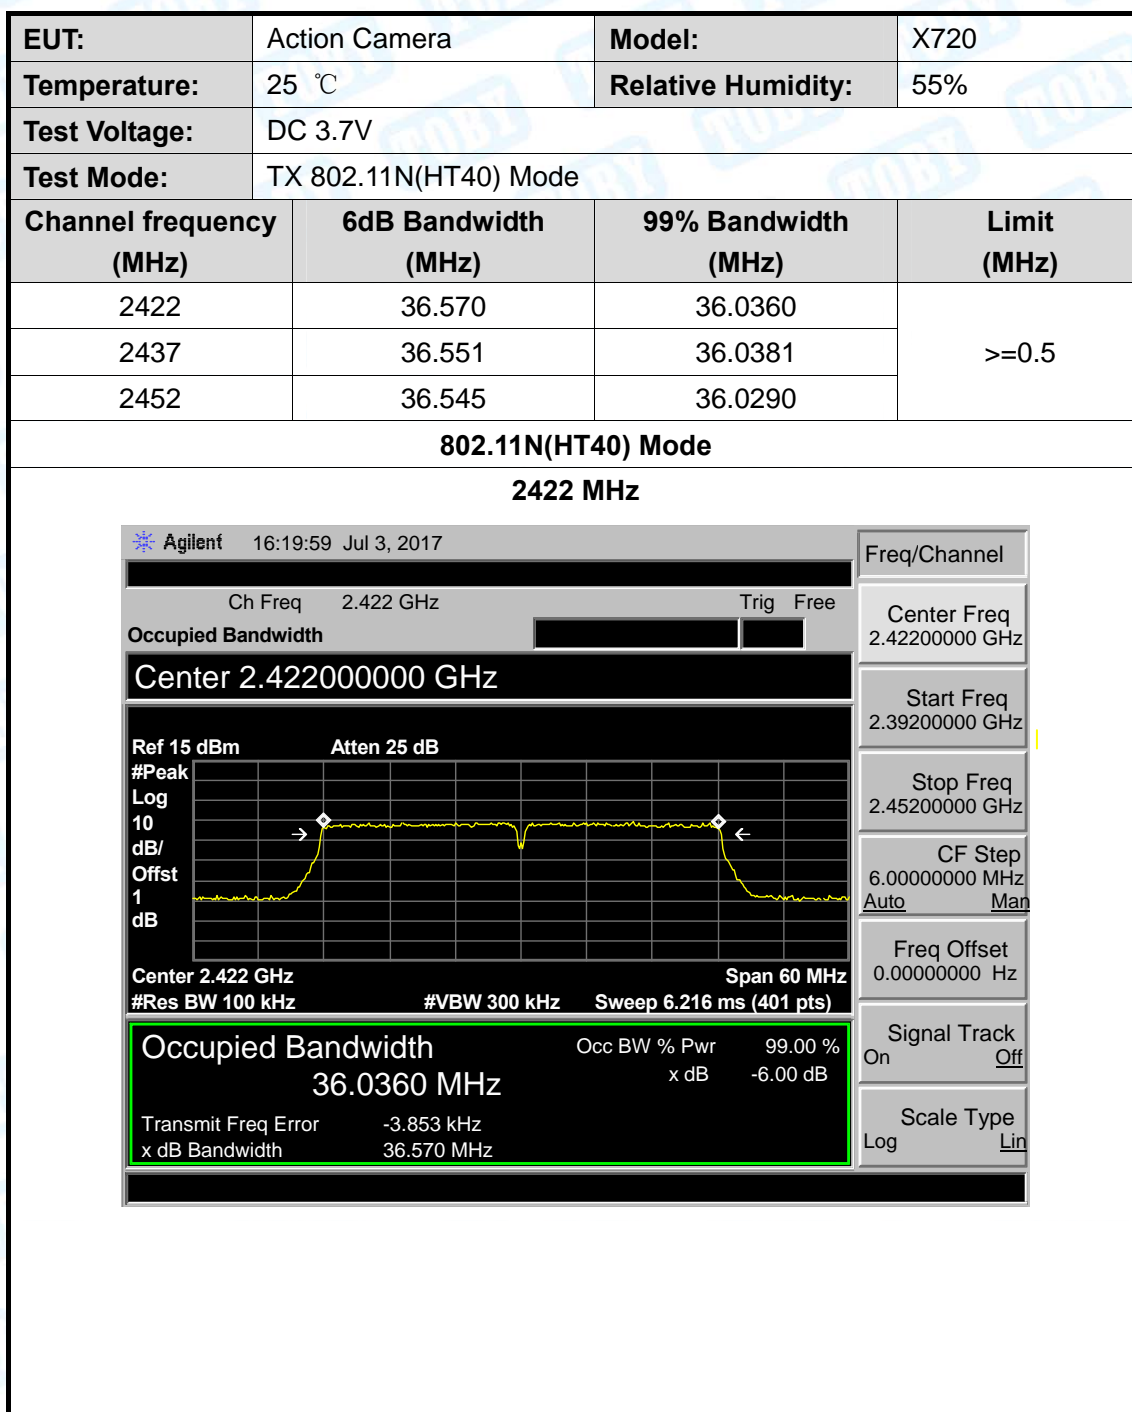 EUT: Action Camera Model: X720
Temperature: 25 ℃ Relative Humidity: 55%
Test Voltage: DC 3.7V
Test Mode: TX 802.11N(HT40) Mode
Channel frequency 6dB Bandwidth 99% Bandwidth Limit
(MHz) (MHz) (MHz) (MHz)
2422 36.570 36.0360
2437 36.551 36.0381 >=0.5
2452 36.545 36.0290
802.11N(HT40) Mode
2422 MHz
Agilent 16:19:59 Jul 3, 2017
Ch Freq 2.422 GHz Trig Free
Occupied Bandwidth
Center 2.422000000 GHz
Ref 15 dBm Atten 25 dB
#Peak
Log
10
dB/
Offst
1
dB
Center 2.422 GHz Span 60 MHz
#Res BW 100 kHz #VBW 300 kHz Sweep 6.216 ms (401 pts)
Occupied Bandwidth Occ BW % Pwr 99.00 %
36.0360 MHz x dB -6.00 dB
Transmit Freq Error -3.853 kHz
x dB Bandwidth 36.570 MHz
Freq/Channel
Center Freq
2.42200000 GHz
Start Freq
2.39200000 GHz
Stop Freq
2.45200000 GHz
CF Step
6.00000000 MHz
Auto Man
Freq Offset
0.00000000 Hz
Signal Track
On Off
Scale Type
Log Lin
TOBY